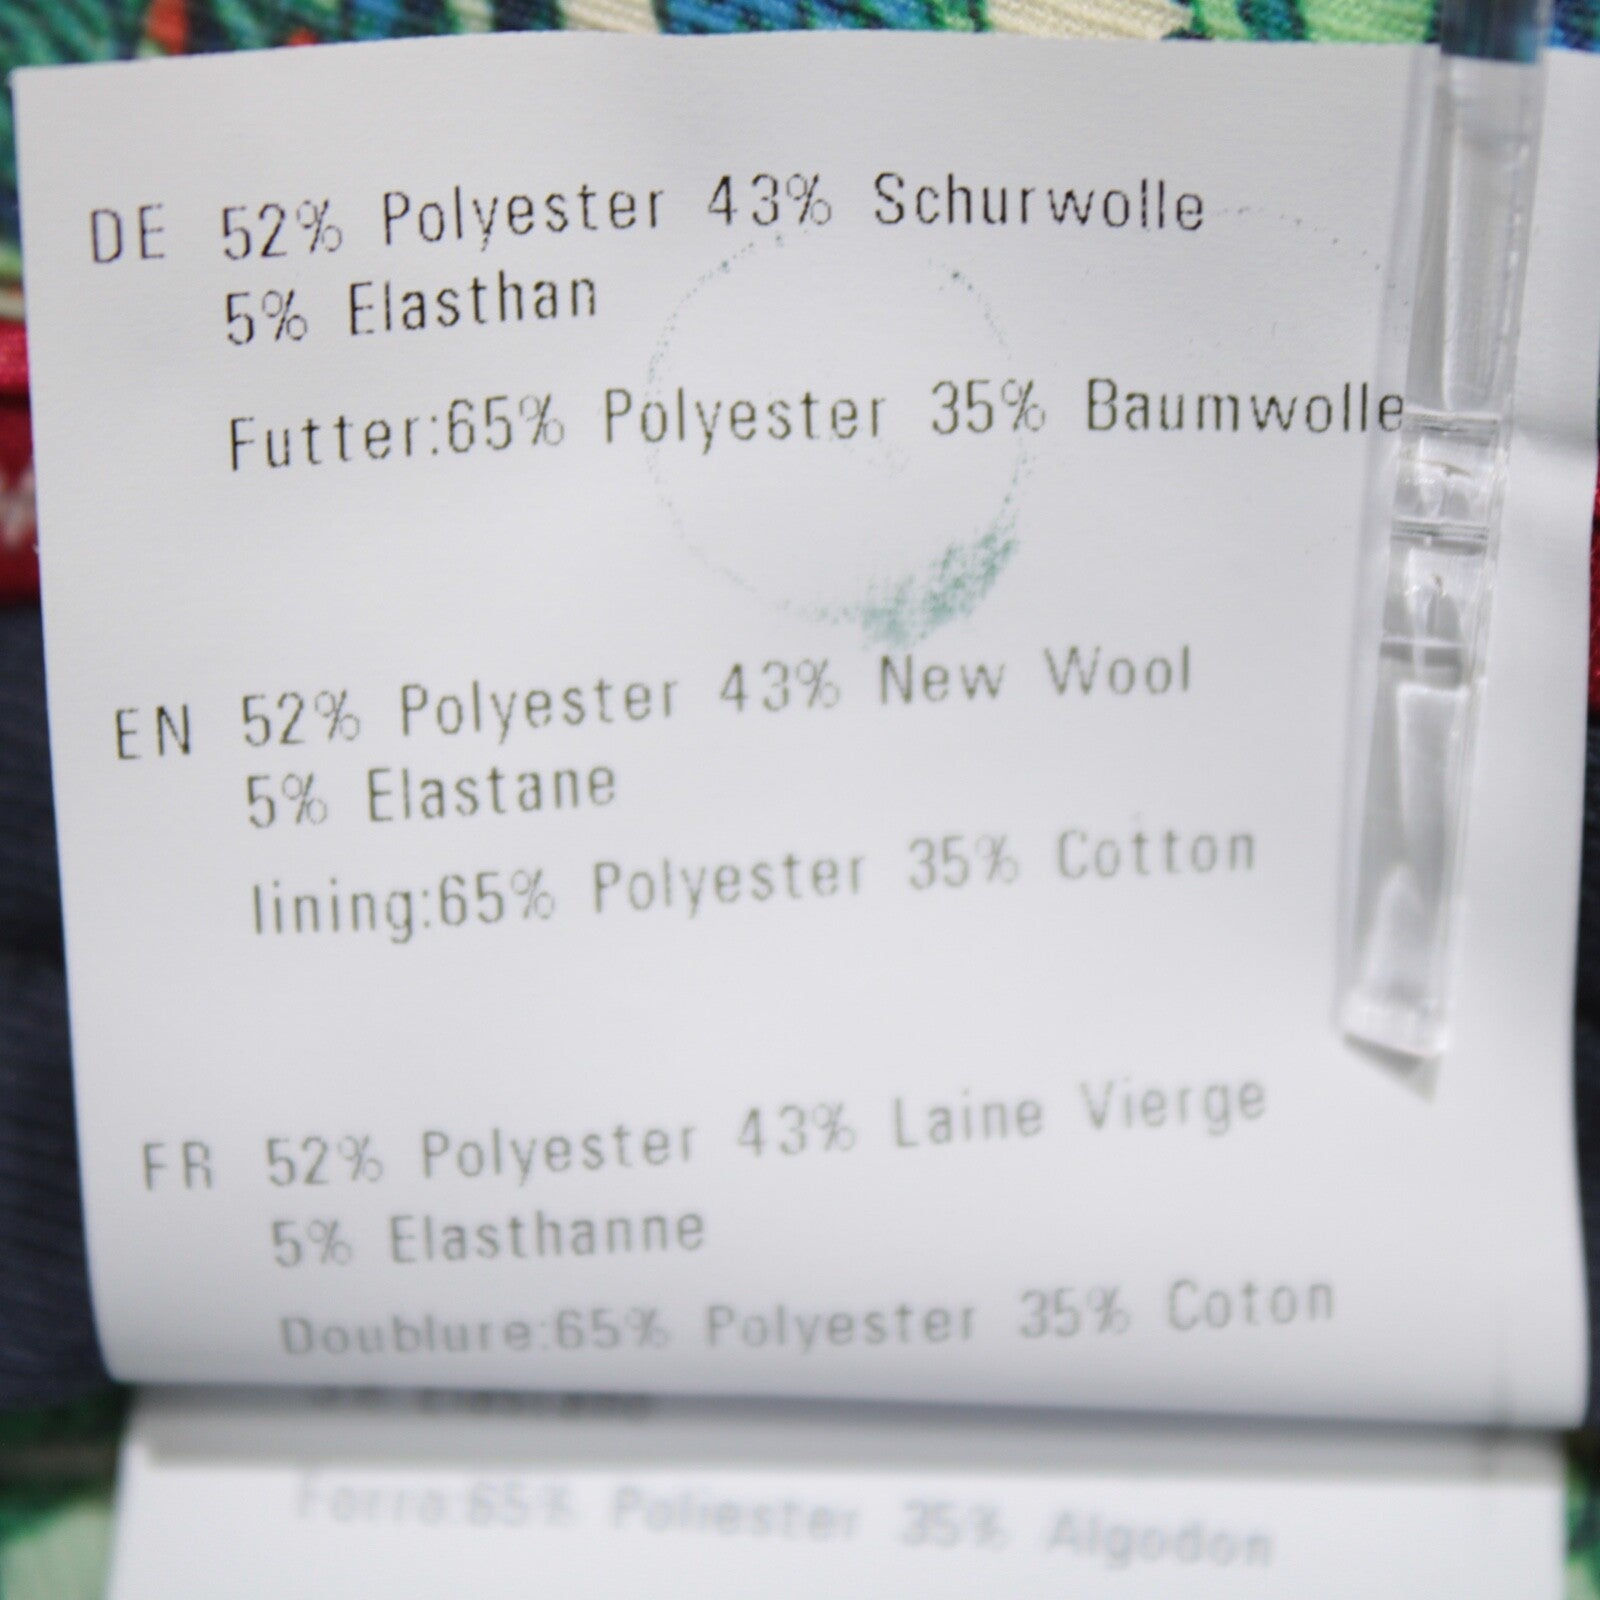 DE 52% Polyester 43% Schurwolle
5% Elasthan
Futter:65% Polyester 35% Baumwolle
EN 52% Polyester 43% New Wool
5% Elastane
lining:65% Polyester 35% Cotton
FR 52% Polyester 43% Laine Vierge
5% Elasthanne
Doublure:65% Polyester 35% Coton
Forro:65% Poliester 35% Algodon